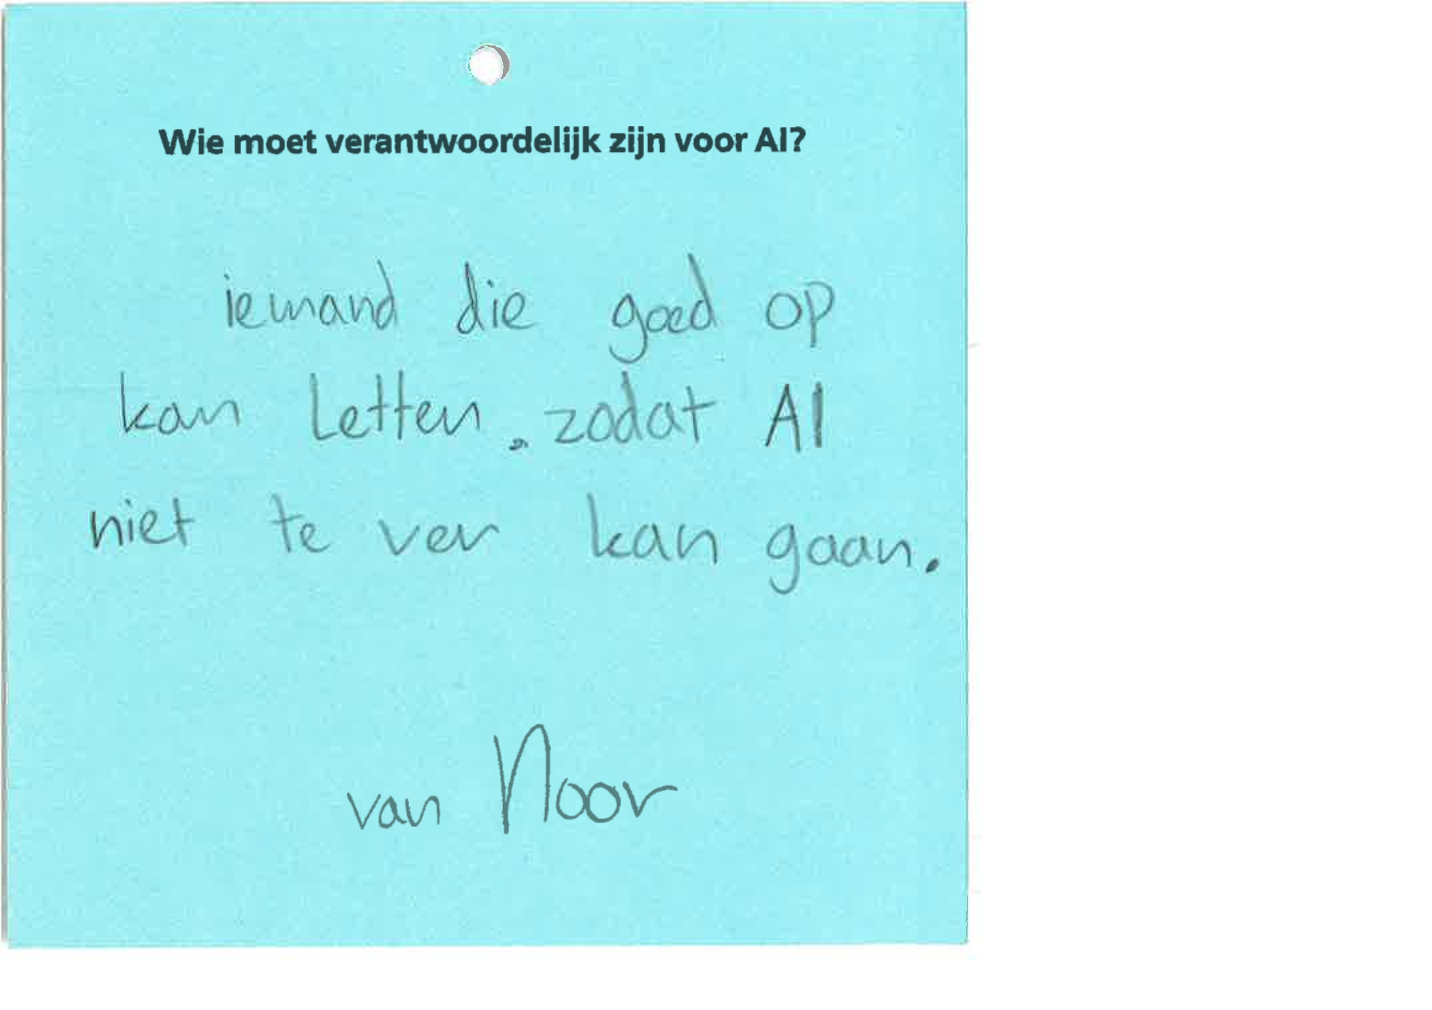 Wie moet verantwoordelijk zijn voor AI?
iemand die goed op
kan Letten. zodat AI
niet te ver kan gaan.
van Noor